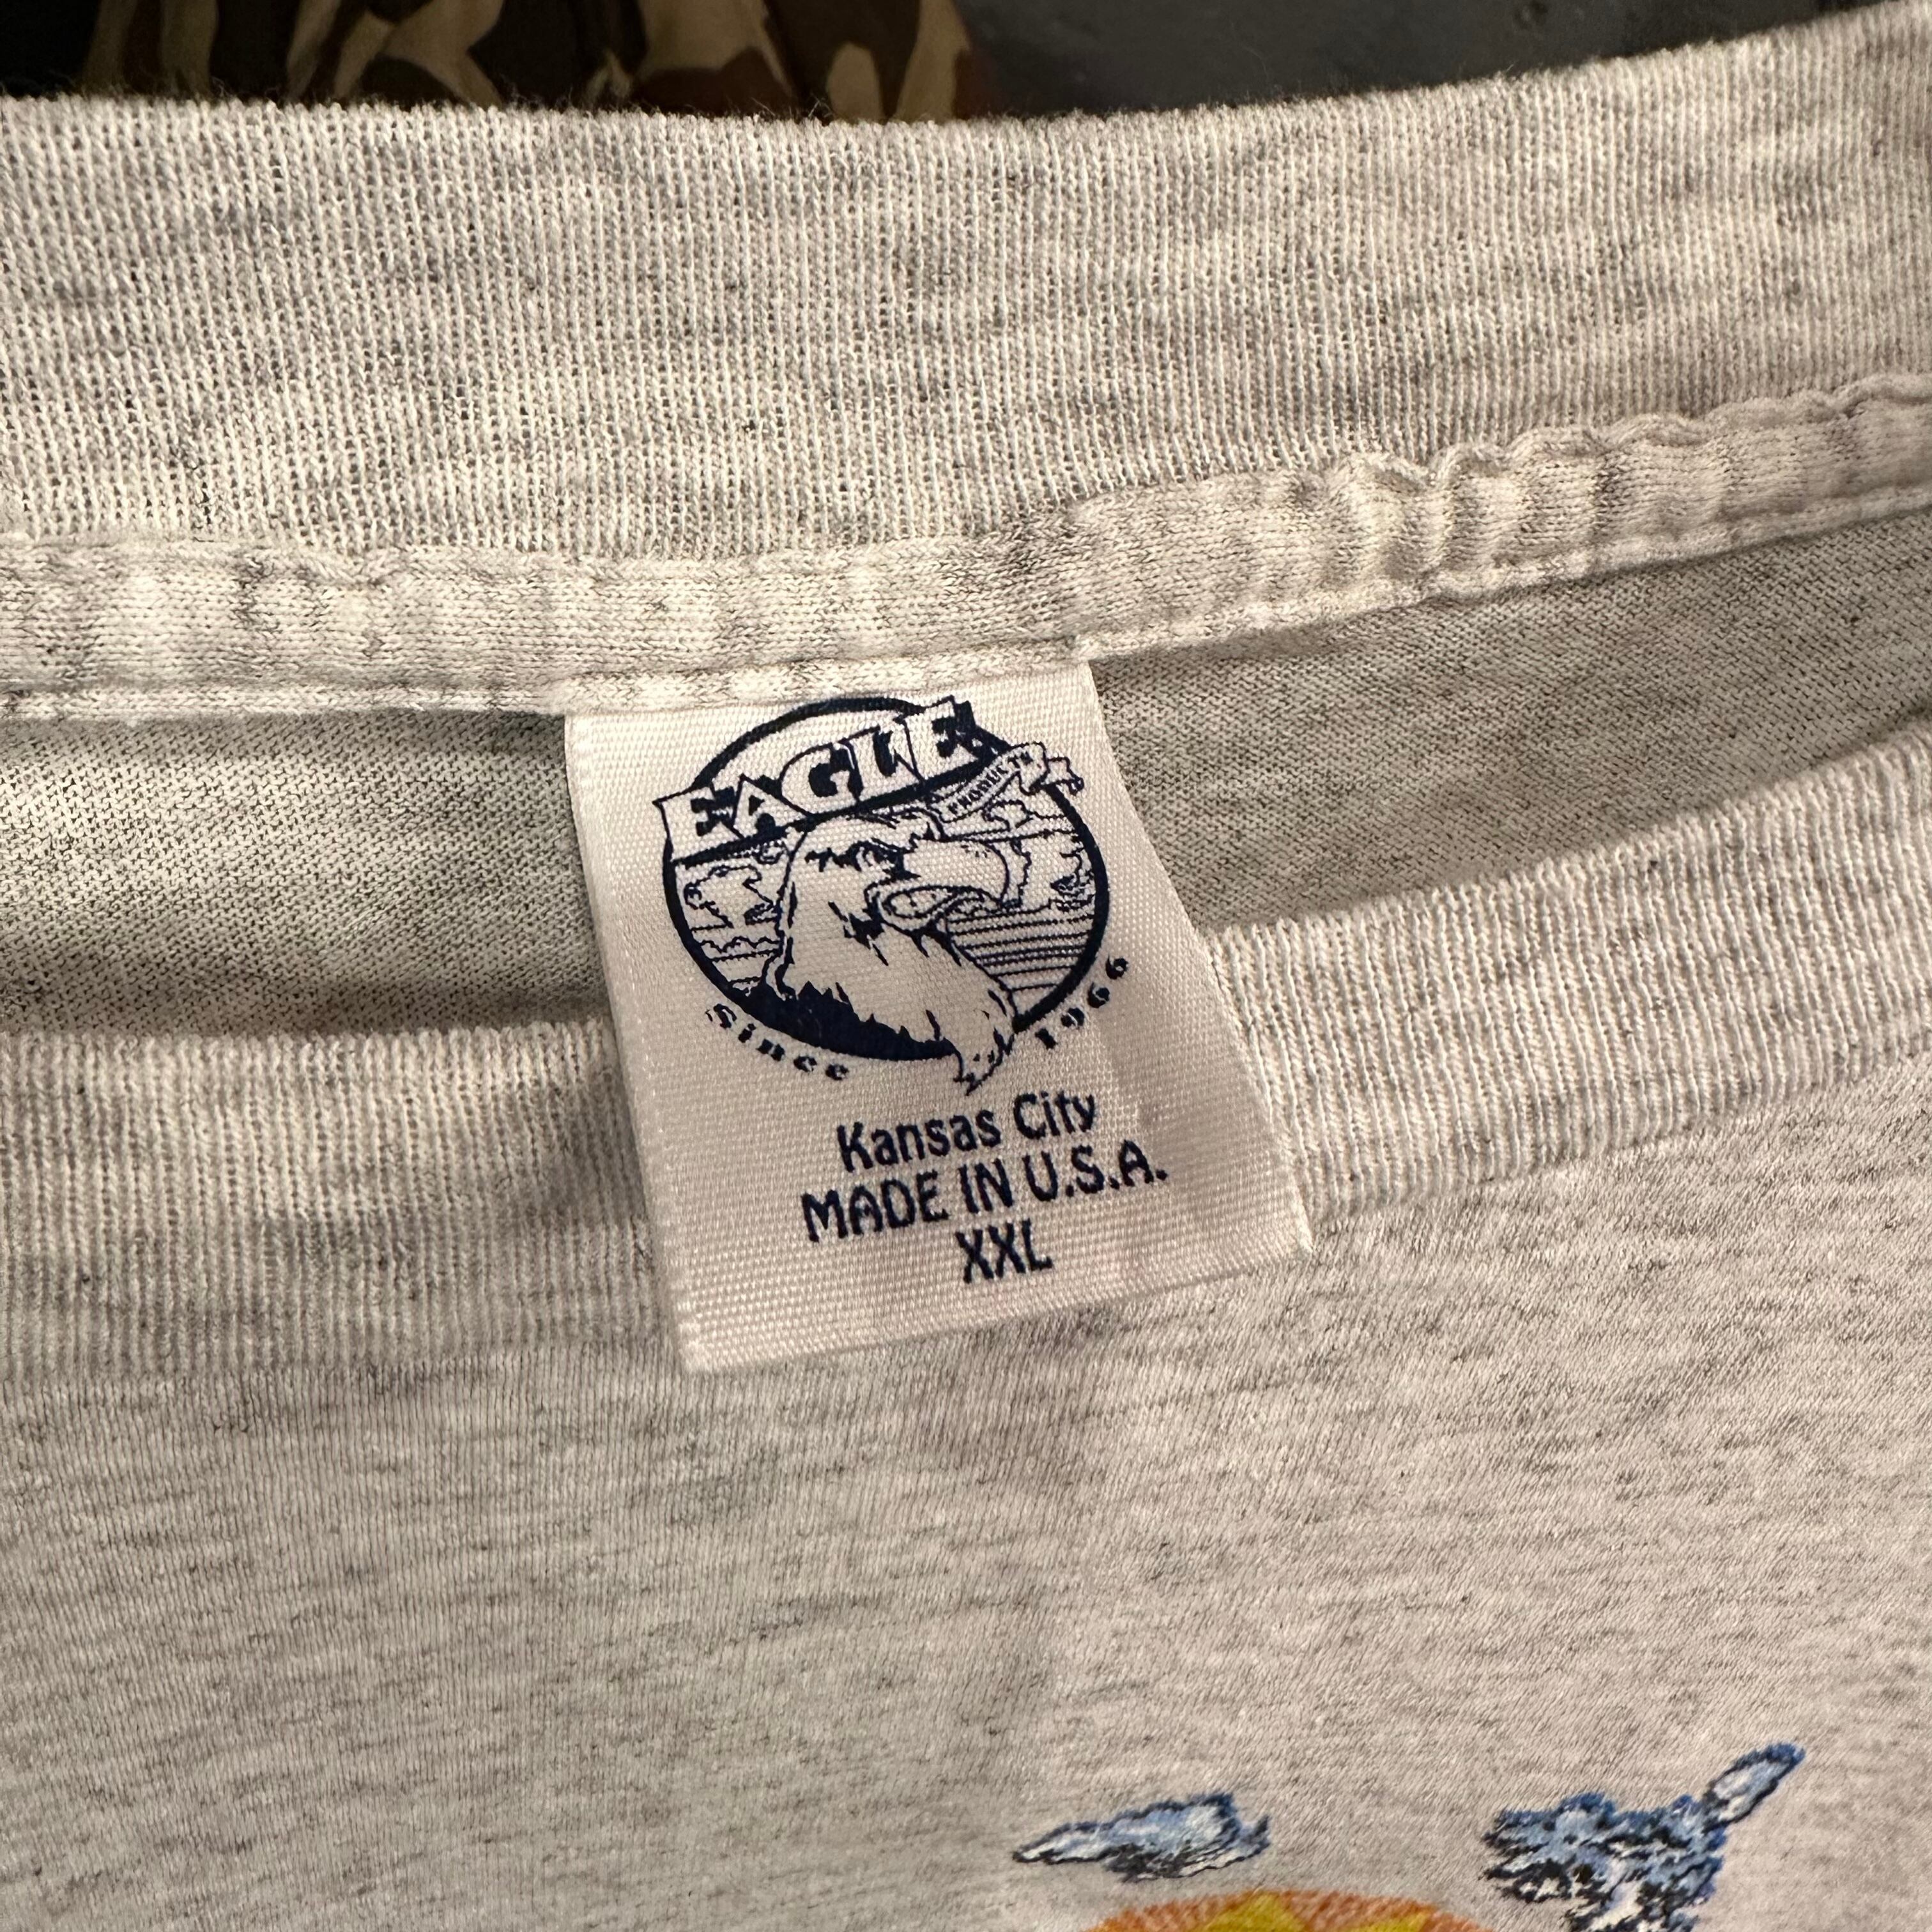 EAGLE
PRODUCTS
Since 1966
Kansas City
MADE IN U.S.A.
XXL